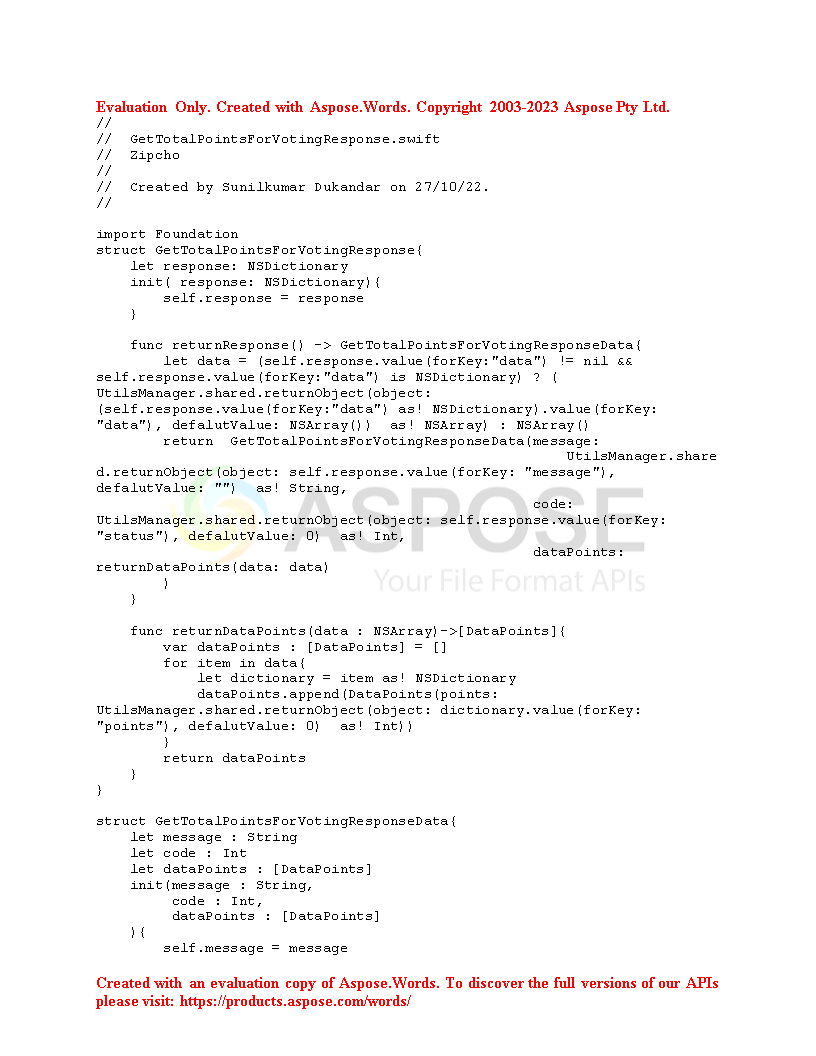 Evaluation Only. Created with Aspose.Words. Copyright 2003-2023 Aspose Pty Ltd.
//
//  GetTotalPointsForVotingResponse.swift
//  Zipcho
//
//  Created by Sunilkumar Dukandar on 27/10/22.
//
import Foundation
struct GetTotalPointsForVotingResponse{
    let response: NSDictionary
    init( response: NSDictionary){
        self.response = response
    }
    func returnResponse() -> GetTotalPointsForVotingResponseData{
        let data = (self.response.value(forKey:"data") != nil &&
self.response.value(forKey:"data") is NSDictionary) ? (
UtilsManager.shared.returnObject(object:
(self.response.value(forKey:"data") as! NSDictionary).value(forKey:
"data"), defalutValue: NSArray())  as! NSArray) : NSArray()
        return  GetTotalPointsForVotingResponseData(message:
UtilsManager.share
d.returnObject(object: self.response.value(forKey: "message"),
defalutValue: "")  as! String,
code:
UtilsManager.shared.returnObject(object: self.response.value(forKey:
"status"), defalutValue: 0)  as! Int,
dataPoints:
returnDataPoints(data: data)
        )
    }
    func returnDataPoints(data : NSArray)->[DataPoints]{
        var dataPoints : [DataPoints] = []
        for item in data{
            let dictionary = item as! NSDictionary
            dataPoints.append(DataPoints(points:
UtilsManager.shared.returnObject(object: dictionary.value(forKey:
"points"), defalutValue: 0)  as! Int))
        }
        return dataPoints
    }
}
struct GetTotalPointsForVotingResponseData{
    let message : String
    let code : Int
    let dataPoints : [DataPoints]
    init(message : String,
         code : Int,
         dataPoints : [DataPoints]
    ){
        self.message = message
ASPOSE
Your File Format APIs
Created with an evaluation copy of Aspose.Words. To discover the full versions of our APIs
please visit: https://products.aspose.com/words/